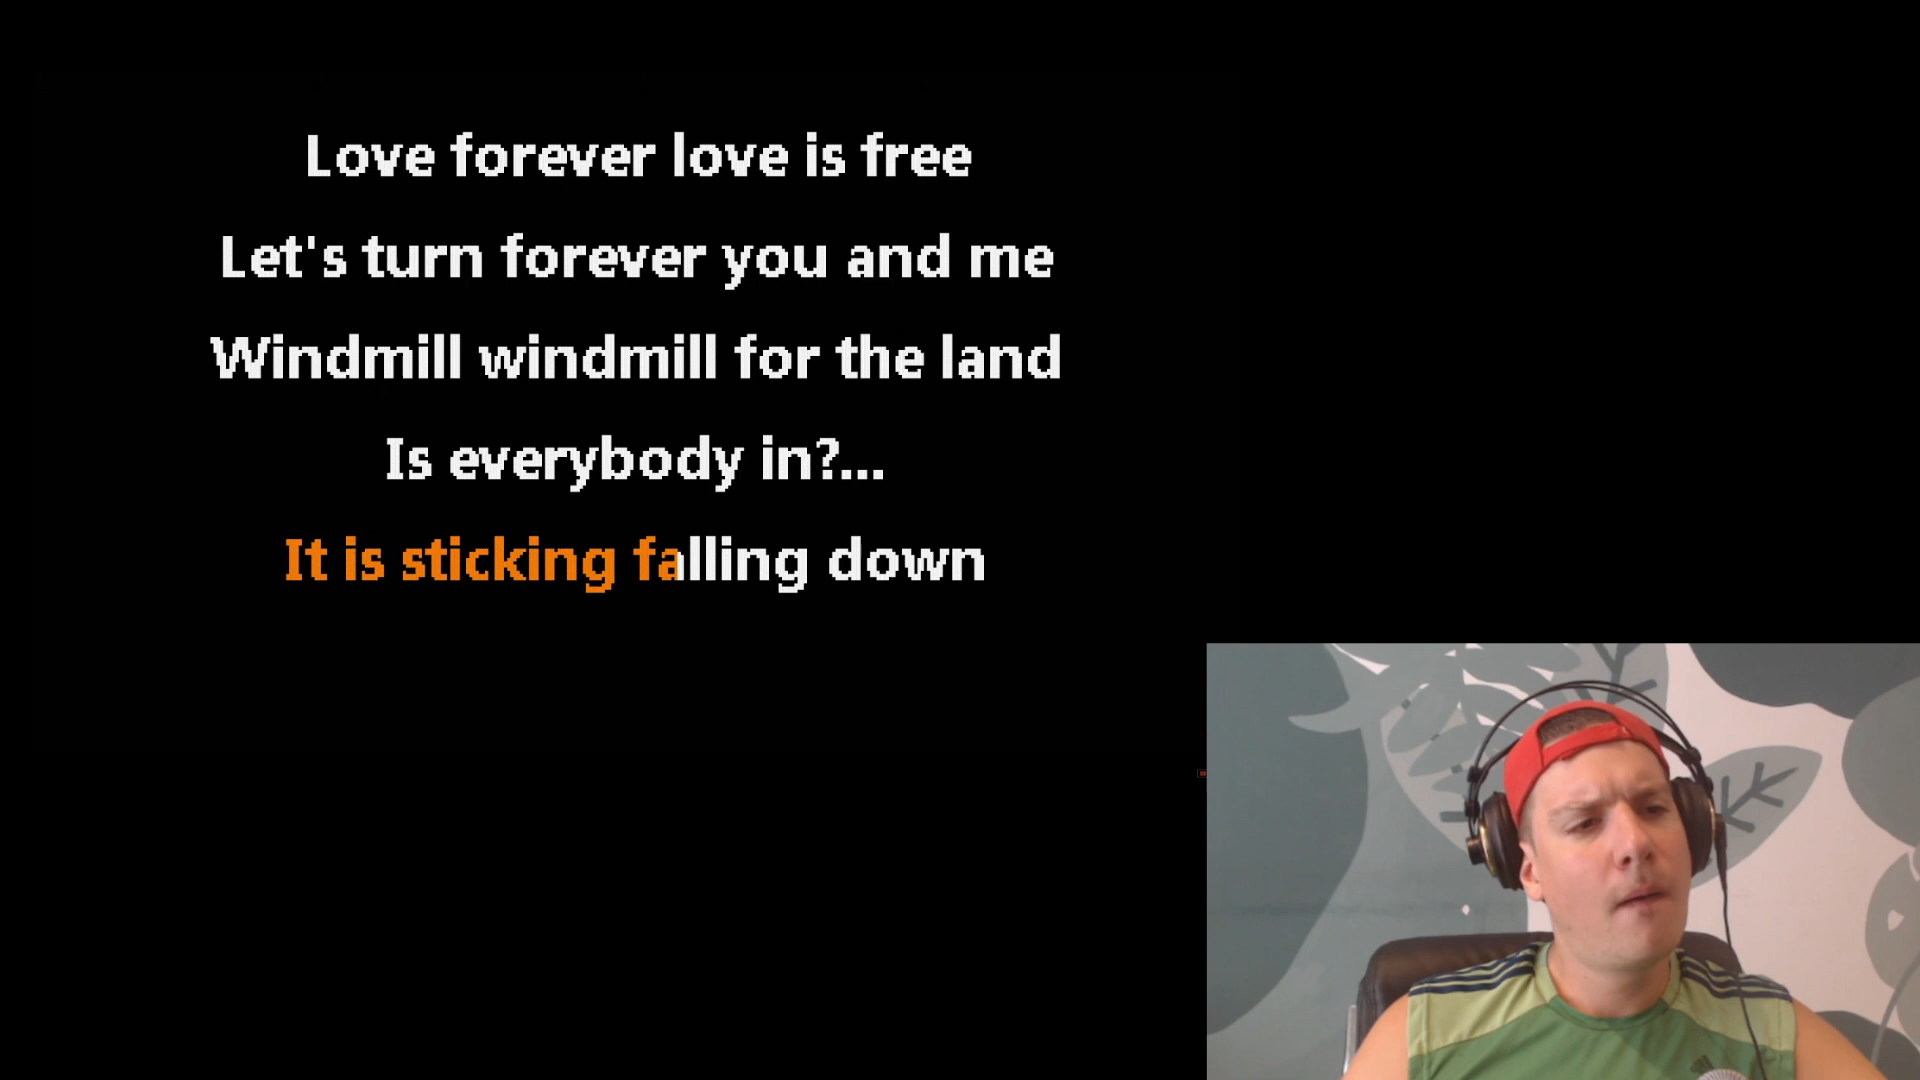 Love forever love is free
Let's turn forever you and me
Windmill windmill for the land
Is everybody in?...
It is sticking falling down